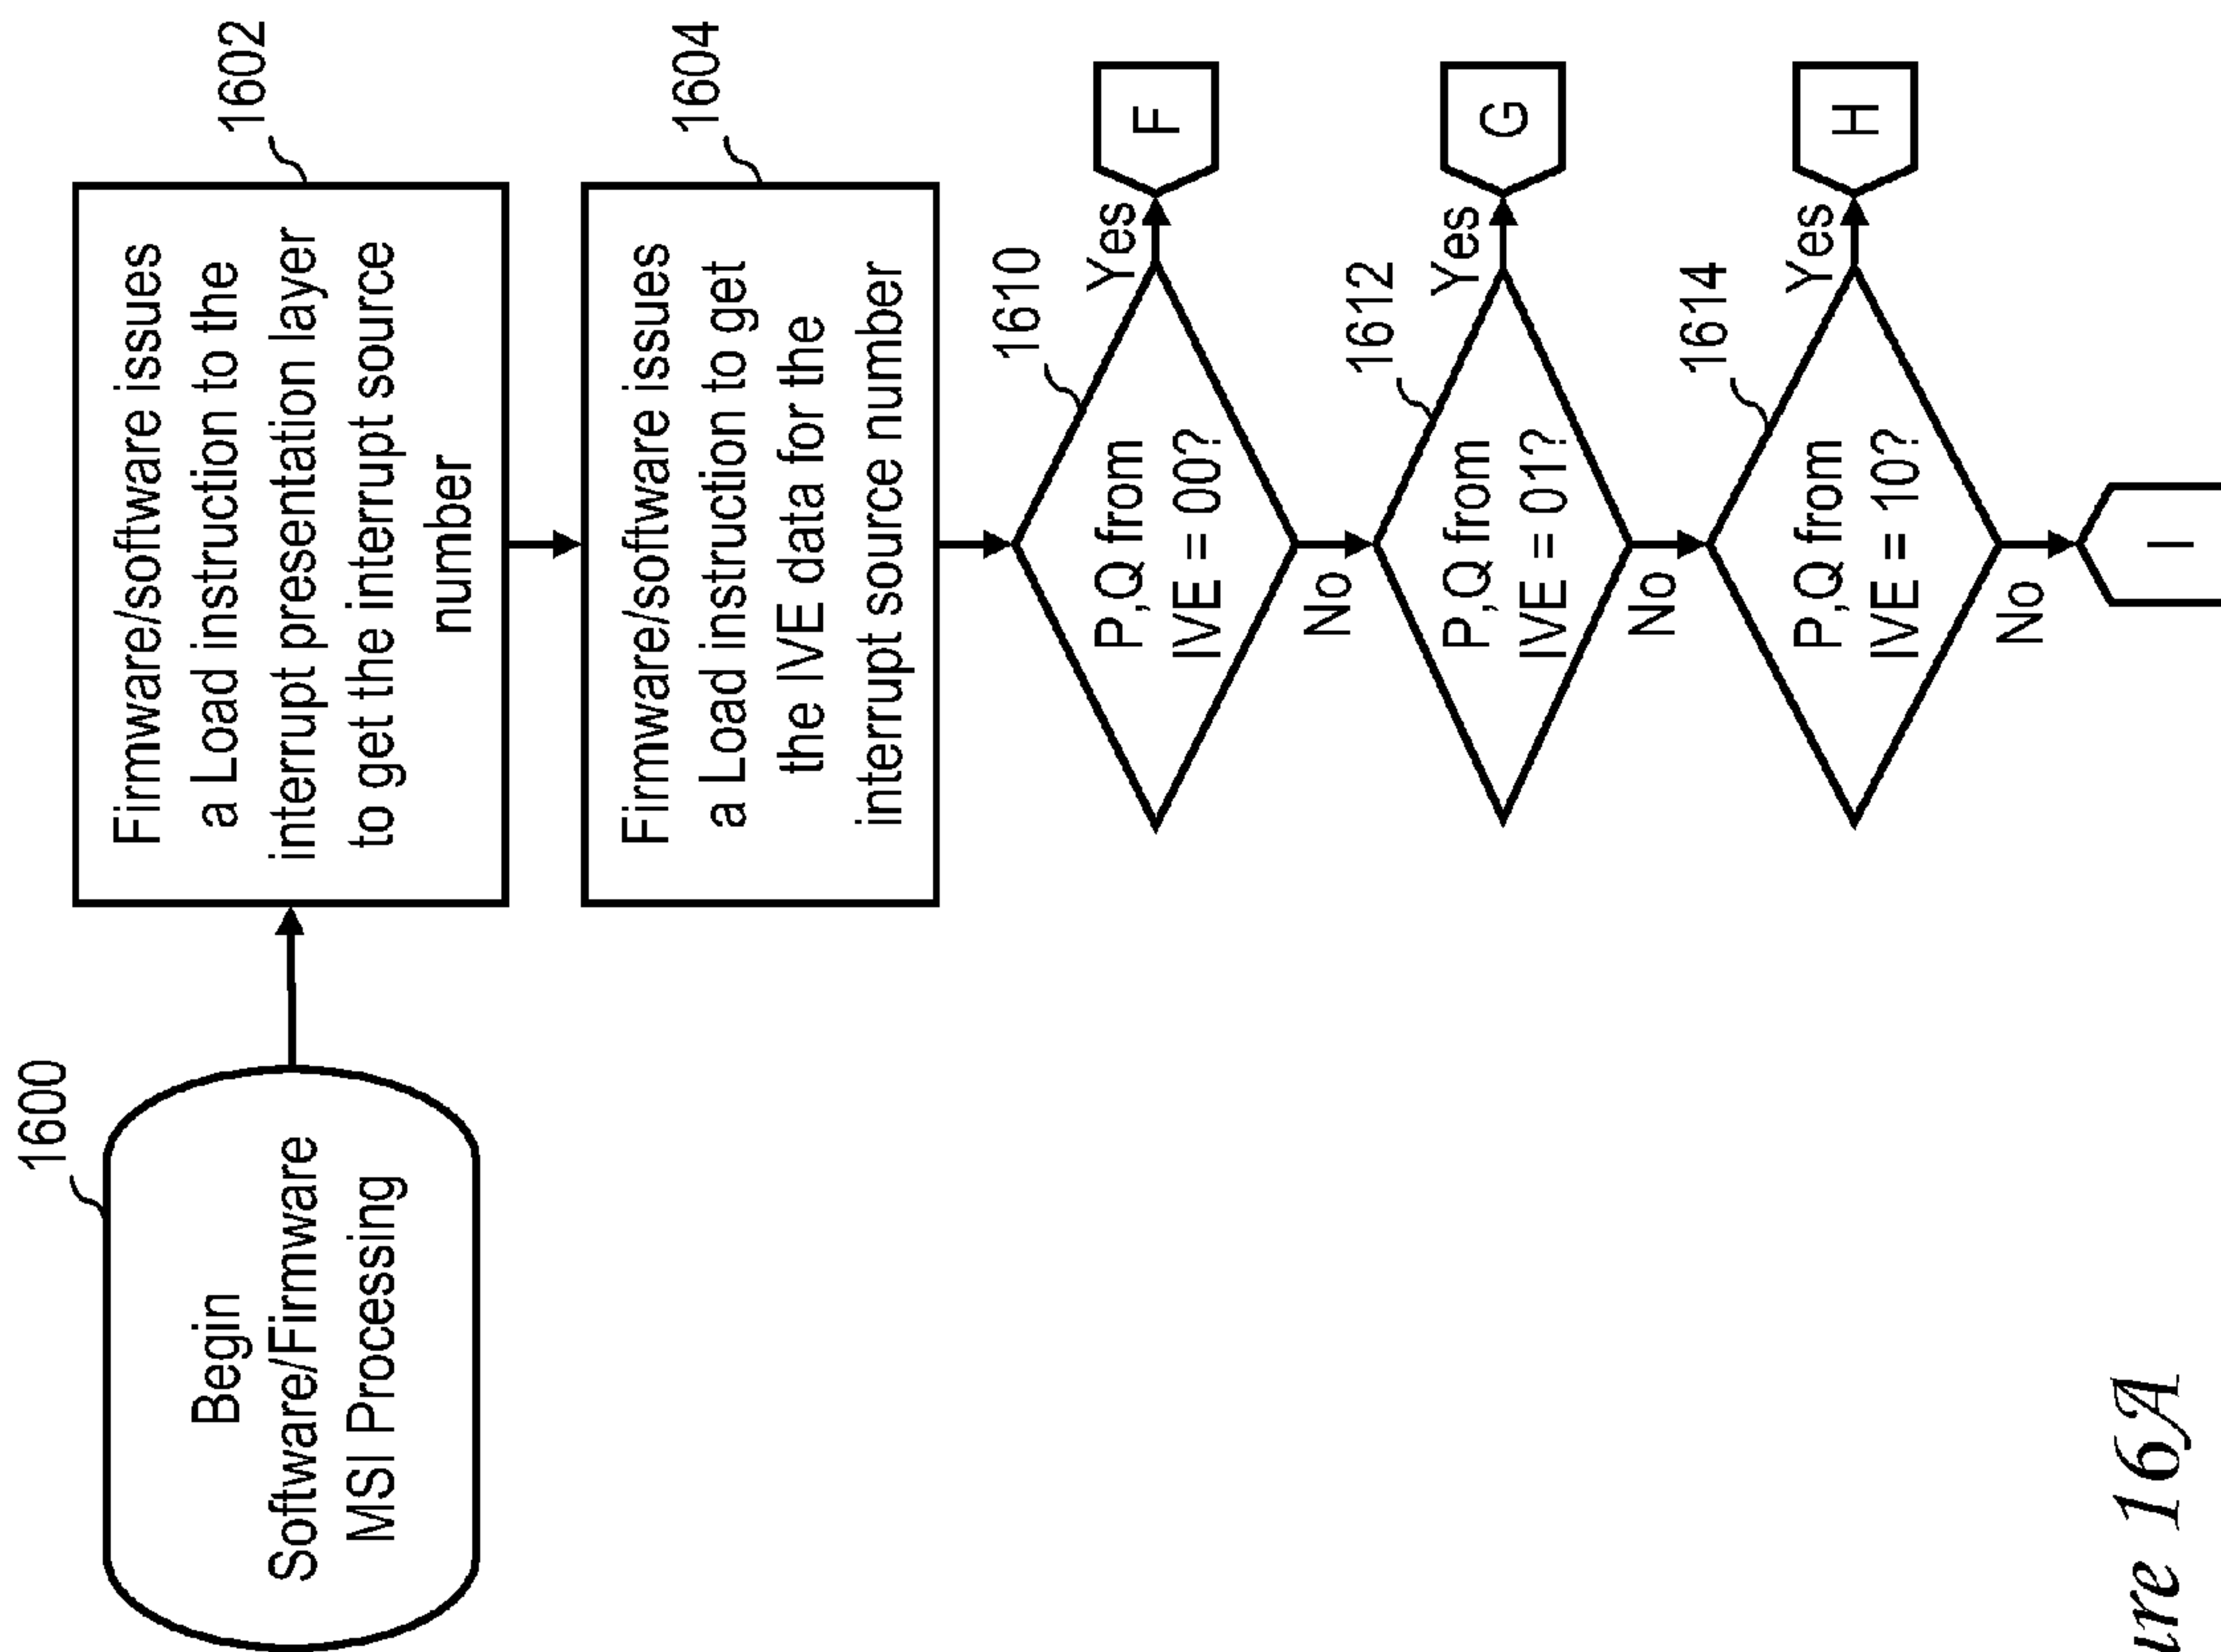 1600
Begin
Software/Firmware
MSI Processing
1602
Firmware/software issues
a Load instruction to the
interrupt presentation layer
to get the interrupt source
number
1604
Firmware/software issues
a Load instruction to get
the IVE data for the
interrupt source number
1610
P,Q from
IVE = 00?
Yes
F
No
1612
P,Q from
IVE = 01?
Yes
G
No
1614
P,Q from
IVE = 10?
Yes
H
No
I
16A